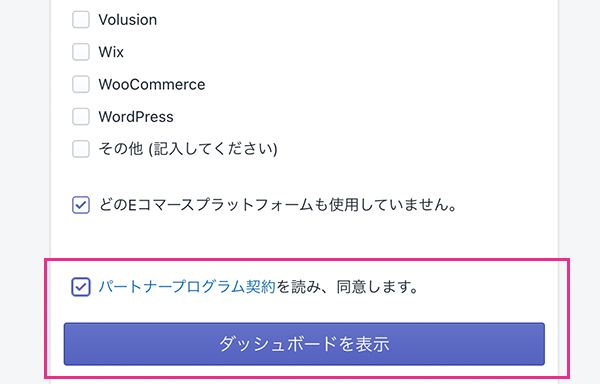 Volusion
Wix
WooCommerce
WordPress
その他 (記入してください)
どのEコマースプラットフォームも使用していません。
パートナープログラム契約を読み、同意します。
ダッシュボードを表示